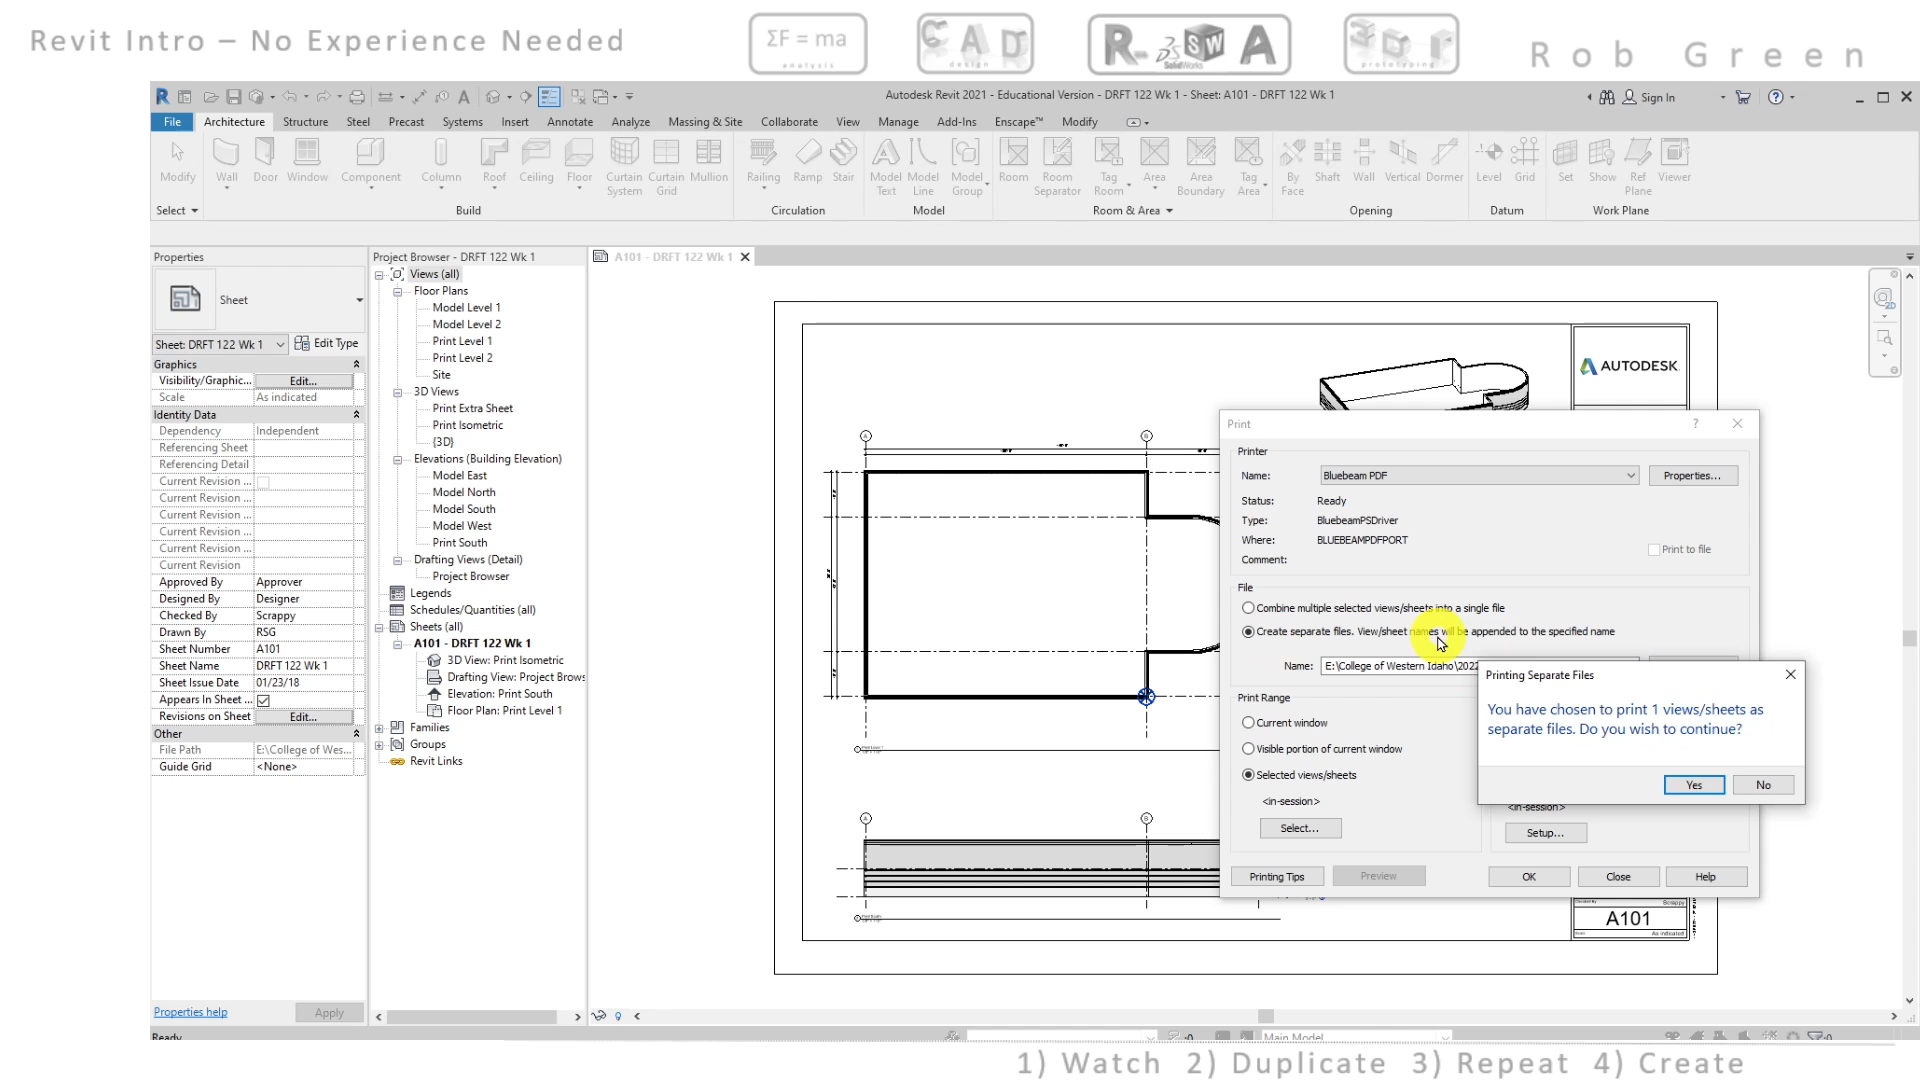 Revit Intro – No Experience Needed
ΣF = ma
analysis
CAD
design
R
3DS
SW
SolidWorks
A
prototyping
Rob Green
Autodesk Revit 2021 - Educational Version - DRFT 122 Wk 1 - Sheet: A101 - DRFT 122 Wk 1
Sign In
File Architecture Structure Steel Precast Systems Insert Annotate Analyze Massing & Site Collaborate View Manage Add-Ins Enscape™ Modify
Modify Wall Door Window Component Column Roof Ceiling Floor Curtain System Curtain Grid Mullion Railing Ramp Stair Model Text Model Line Model Group Room Room Separator Tag Room Area Area Boundary Tag Area By Face Shaft Wall Vertical Dormer Level Grid Set Show Ref Plane Viewer
Select Build Circulation Model Room & Area Opening Datum Work Plane
Properties
Sheet
Sheet: DRFT 122 Wk 1 Edit Type
Graphics
Visibility/Graphic... Edit...
Scale As indicated
Identity Data
Dependency Independent
Referencing Sheet
Referencing Detail
Current Revision ...
Current Revision ...
Current Revision ...
Current Revision ...
Current Revision ...
Current Revision
Approved By Approver
Designed By Designer
Checked By Scrappy
Drawn By RSG
Sheet Number A101
Sheet Name DRFT 122 Wk 1
Sheet Issue Date 01/23/18
Appears In Sheet ...
Revisions on Sheet Edit...
Other
File Path E:\College of Wes...
Guide Grid <None>
Properties help Apply
Ready
Project Browser - DRFT 122 Wk 1
Views (all)
Floor Plans
Model Level 1
Model Level 2
Print Level 1
Print Level 2
Site
3D Views
Print Extra Sheet
Print Isometric
{3D}
Elevations (Building Elevation)
Model East
Model North
Model South
Model West
Print South
Drafting Views (Detail)
Project Browser
Legends
Schedules/Quantities (all)
Sheets (all)
A101 - DRFT 122 Wk 1
3D View: Print Isometric
Drafting View: Project Brows
Elevation: Print South
Floor Plan: Print Level 1
Families
Groups
Revit Links
A101 - DRFT 122 Wk 1
AUTODESK
Print
Printer
Name: Bluebeam PDF Properties...
Status: Ready
Type: BluebeamPSDriver
Where: BLUEBEAMPDFPORT
Comment:
Print to file
File
Combine multiple selected views/sheets into a single file
Create separate files. View/sheet names will be appended to the specified name
Name: E:\College of Western Idaho\2022
Print Range
Current window
Visible portion of current window
Selected views/sheets
<in-session>
Select...
Printing Separate Files
You have chosen to print 1 views/sheets as
separate files. Do you wish to continue?
Yes No
<in-session>
Setup...
Printing Tips Preview OK Close Help
Scrappy
A101
As indicated
Main Model
1) Watch 2) Duplicate 3) Repeat 4) Create